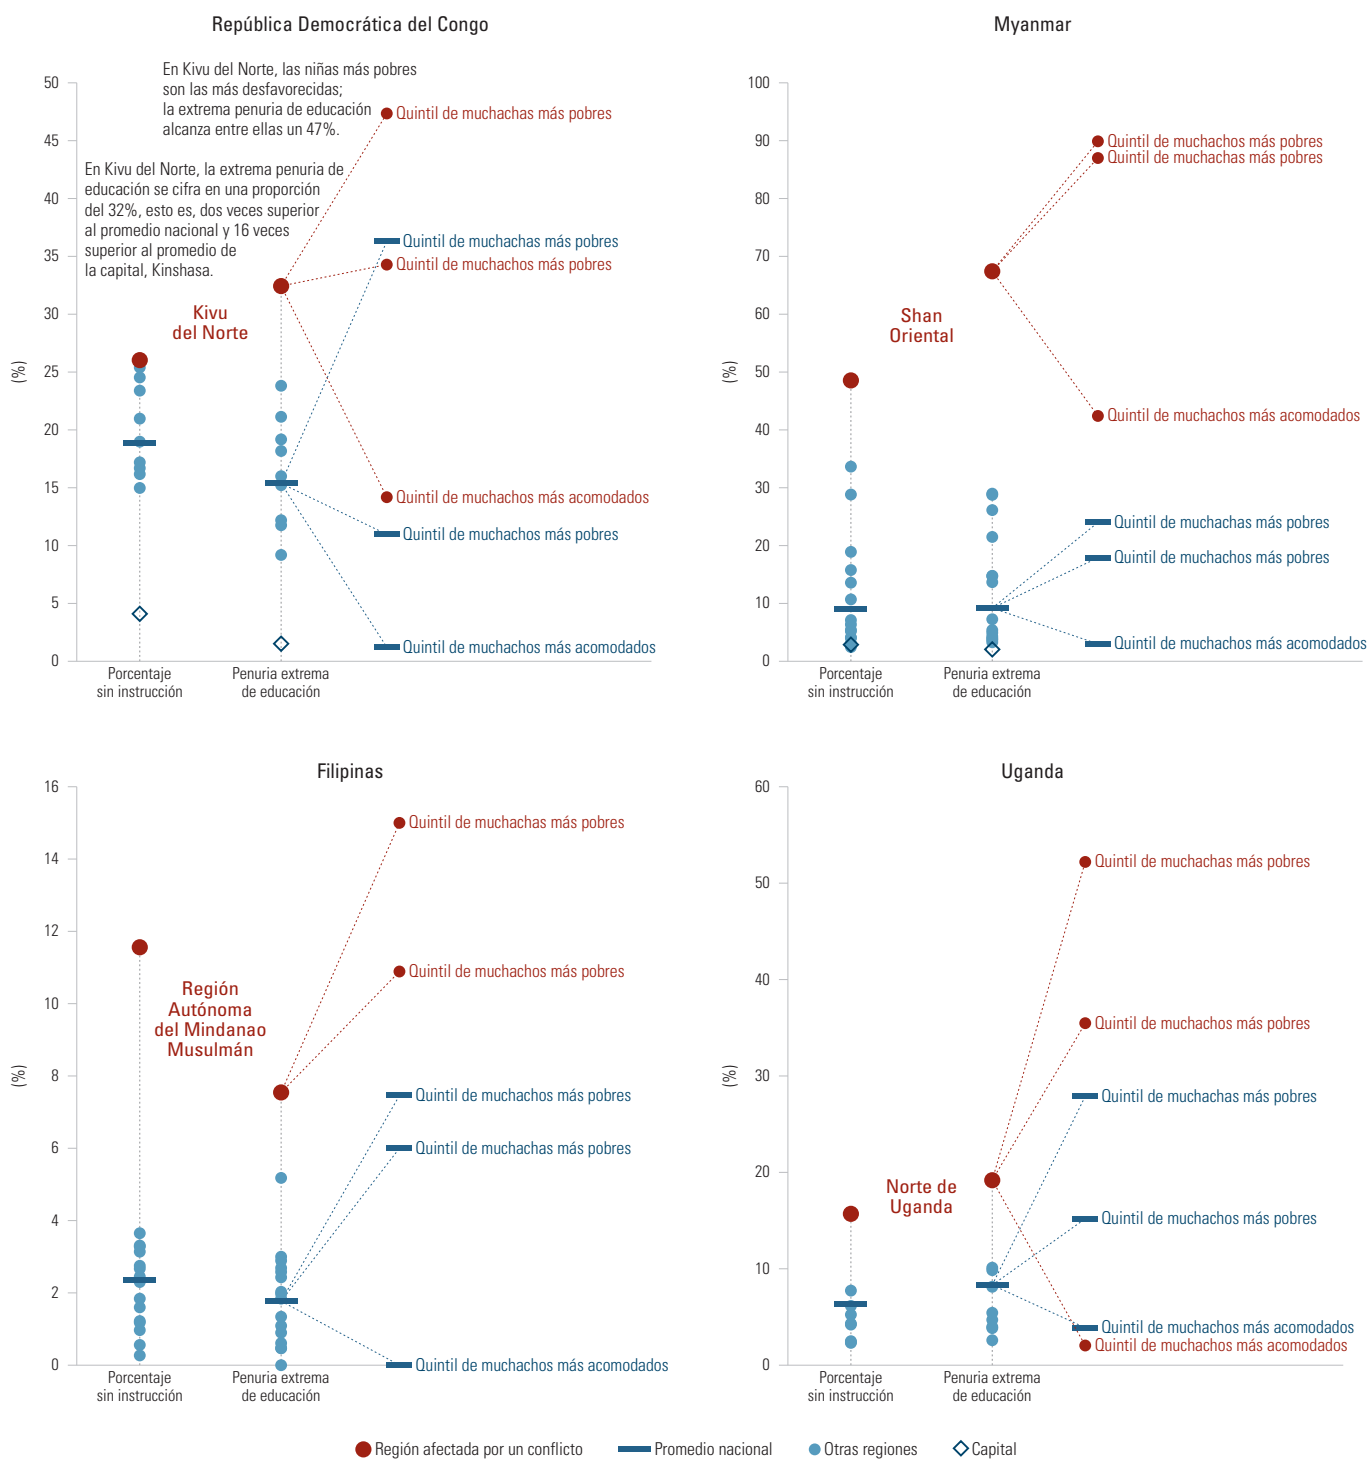 República Democrática del Congo
En Kivu del Norte, las niñas más pobres
son las más desfavorecidas;
la extrema penuria de educación
alcanza entre ellas un 47%.
En Kivu del Norte, la extrema penuria de
educación se cifra en una proporción
del 32%, esto es, dos veces superior
al promedio nacional y 16 veces
superior al promedio de
la capital, Kinshasa.
50
45
40
35
30
25
20
15
10
5
0
(%)
Kivu
del Norte
Quintil de muchachas más pobres
Quintil de muchachas más pobres
Quintil de muchachos más pobres
Quintil de muchachos más acomodados
Quintil de muchachos más pobres
Quintil de muchachos más acomodados
Porcentaje
sin instrucción
Penuria extrema
de educación
Myanmar
100
90
80
70
60
50
40
30
20
10
0
(%)
Shan
Oriental
Quintil de muchachos más pobres
Quintil de muchachas más pobres
Quintil de muchachos más acomodados
Quintil de muchachas más pobres
Quintil de muchachos más pobres
Quintil de muchachos más acomodados
Porcentaje
sin instrucción
Penuria extrema
de educación
Filipinas
16
14
12
10
8
6
4
2
0
(%)
Región
Autónoma
del Mindanao
Musulmán
Quintil de muchachas más pobres
Quintil de muchachos más pobres
Quintil de muchachos más pobres
Quintil de muchachas más pobres
Quintil de muchachos más acomodados
Porcentaje
sin instrucción
Penuria extrema
de educación
Uganda
60
50
40
30
20
10
0
(%)
Norte de
Uganda
Quintil de muchachas más pobres
Quintil de muchachos más pobres
Quintil de muchachas más pobres
Quintil de muchachos más pobres
Quintil de muchachos más acomodados
Quintil de muchachos más acomodados
Porcentaje
sin instrucción
Penuria extrema
de educación
Región afectada por un conflicto
Promedio nacional
Otras regiones
Capital